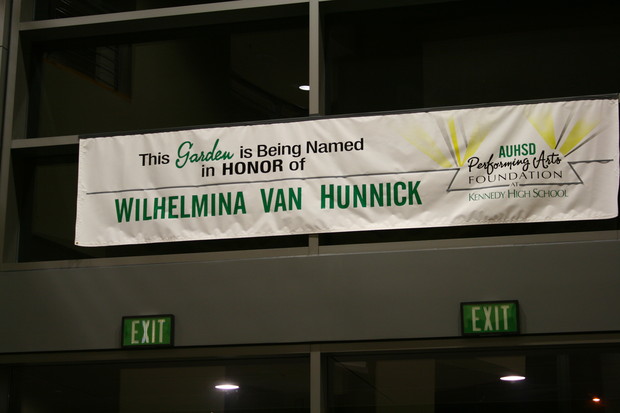 This Garden is Being Named
in HONOR of
WILHELMINA VAN HUNNICK
AUHSD
Performing Arts
FOUNDATION
AT
KENNEDY HIGH SCHOOL
EXIT
EXIT